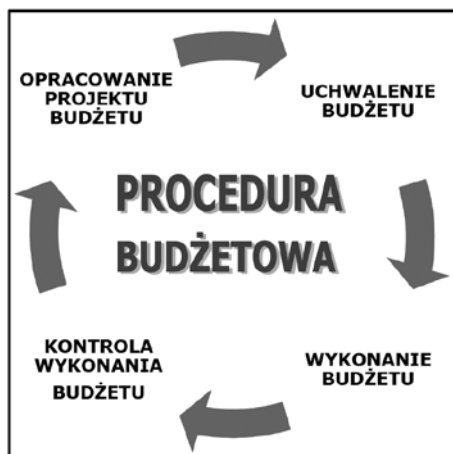 OPRACOWANIE
PROJEKTU
BUDŻETU
UCHWALENIE
BUDŻETU
PROCEDURA
BUDŻETOWA
KONTROLA
WYKONANIA
BUDŻETU
WYKONANIE
BUDŻETU